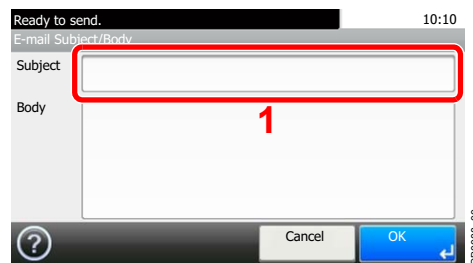 Ready to send.
10:10
E-mail Subject/Body
Subject
Body
1
?
Cancel
OK